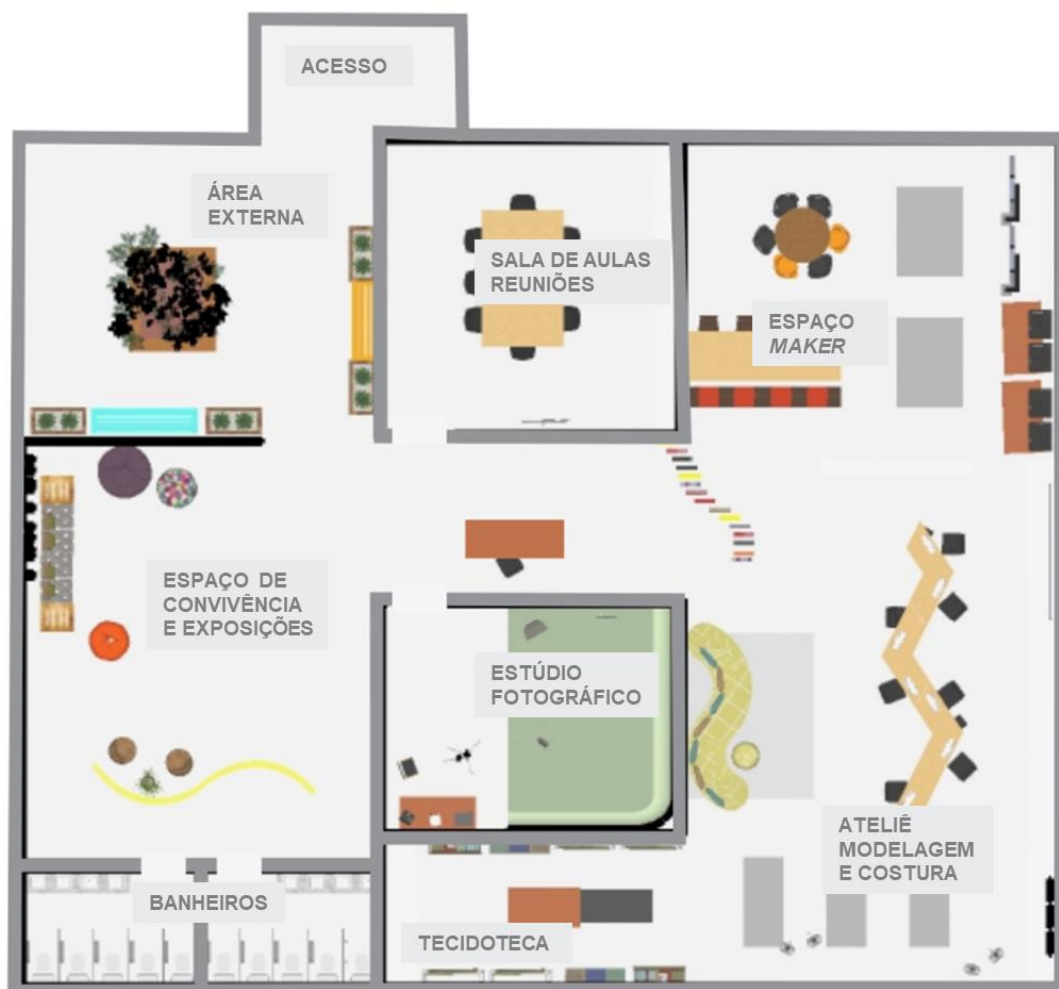 ACESSO
ÁREA
EXTERNA
SALA DE AULAS
REUNIÕES
ESPAÇO
MAKER
ESPAÇO DE
CONVIVÊNCIA
E EXPOSIÇÕES
ESTÚDIO
FOTOGRÁFICO
ATELIÊ
MODELAGEM
E COSTURA
BANHEIROS
TECIDOTECA